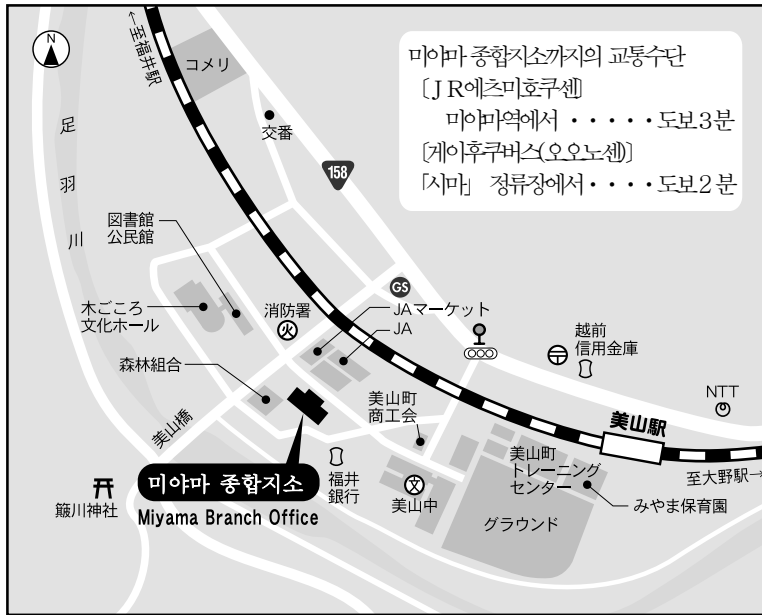 N
←至福井駅
コメリ
交番
足
羽
川
미야마 종합지소까지의 교통수단
〔JR에츠미호쿠센〕
미야마역에서 ・・・・・도보3분
〔게이후쿠버스(오오노센)〕
「시마」 정류장에서・・・・도보2분
158
図書館
公民館
木ごころ
文化ホール
消防署
火
GS
JAマーケット
JA
越前
信用金庫
森林組合
美山橋
美山町
商工会
NTT
美山駅
至大野駅→
미야마 종합지소
Miyama Branch Office
簸川神社
福井
銀行
文
美山中
美山町
トレーニング
センター
みやま保育園
グラウンド